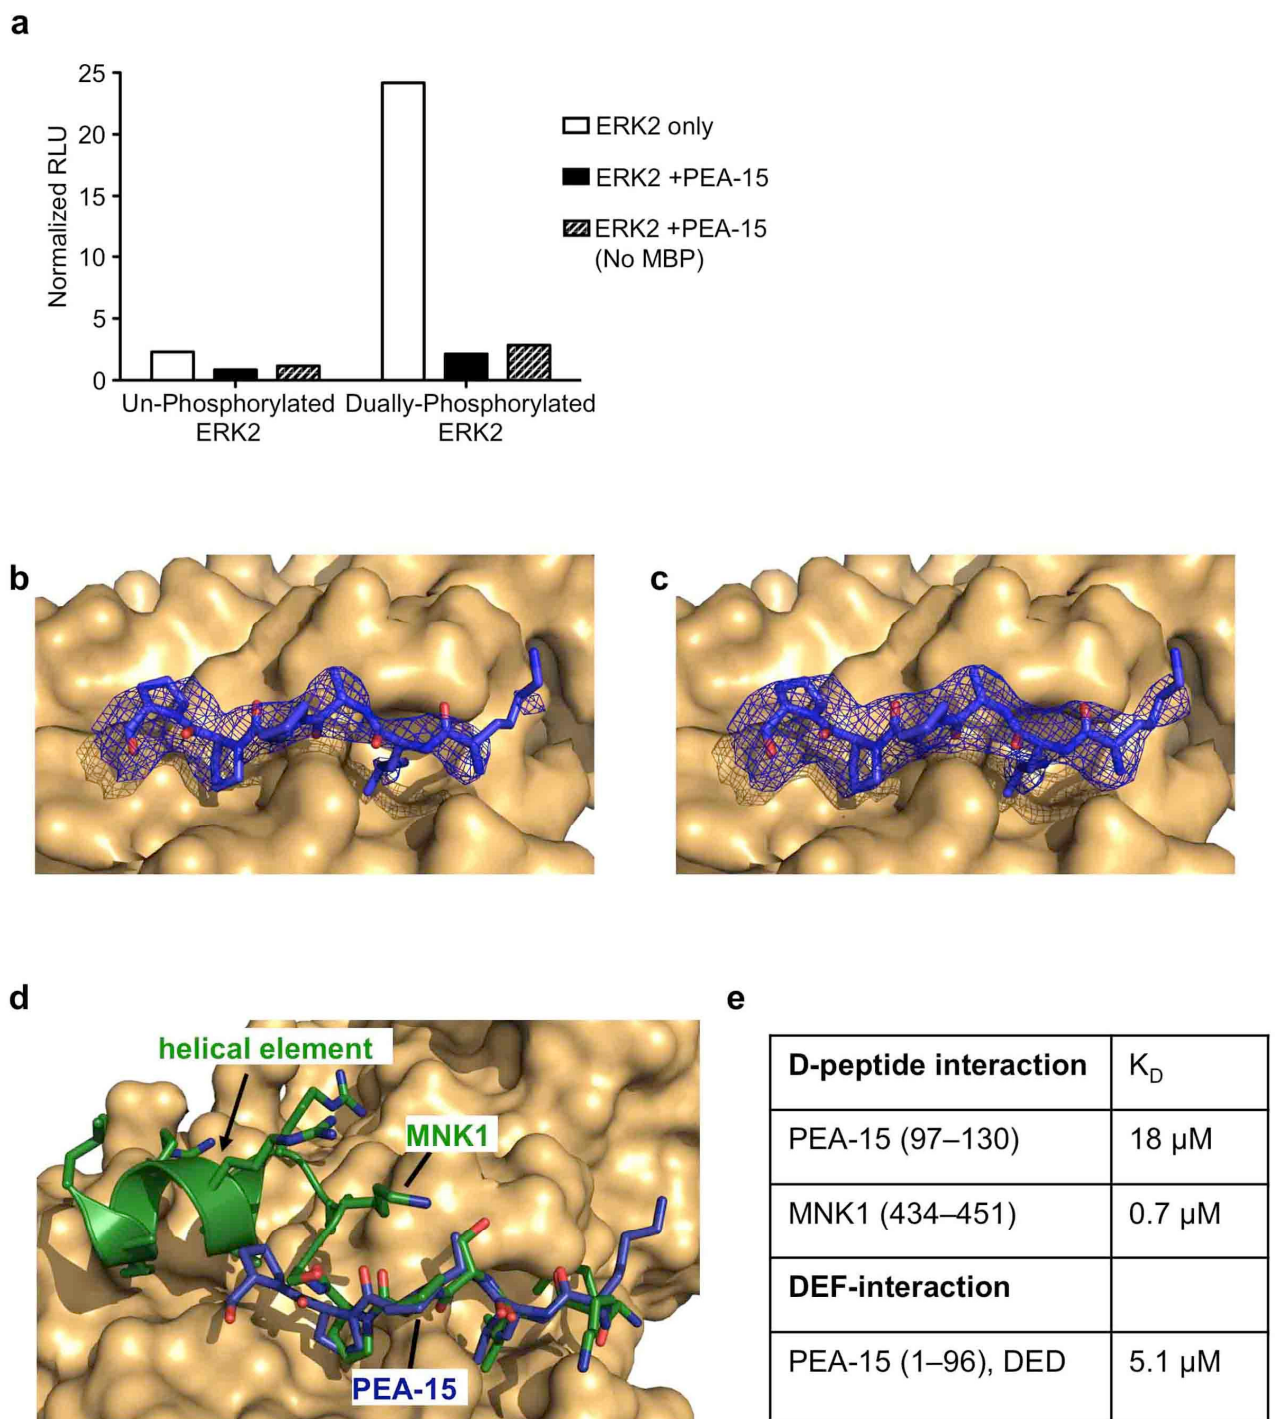 a
25
20
15
10
5
0
Normalized RLU
Un-Phosphorylated
ERK2
Dually-Phosphorylated
ERK2
ERK2 only
ERK2 +PEA-15
ERK2 +PEA-15
(No MBP)
b
c
d
helical element
MNK1
PEA-15
e
D-peptide interaction K_D
PEA-15 (97–130) 18 µM
MNK1 (434–451) 0.7 µM
DEF-interaction
PEA-15 (1–96), DED 5.1 µM